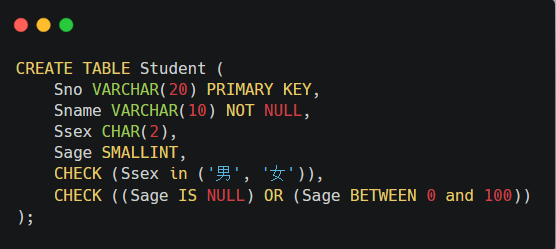 CREATE TABLE Student (
    Sno VARCHAR(20) PRIMARY KEY,
    Sname VARCHAR(10) NOT NULL,
    Ssex CHAR(2),
    Sage SMALLINT,
    CHECK (Ssex in ('男', '女')),
    CHECK ((Sage IS NULL) OR (Sage BETWEEN 0 and 100))
);